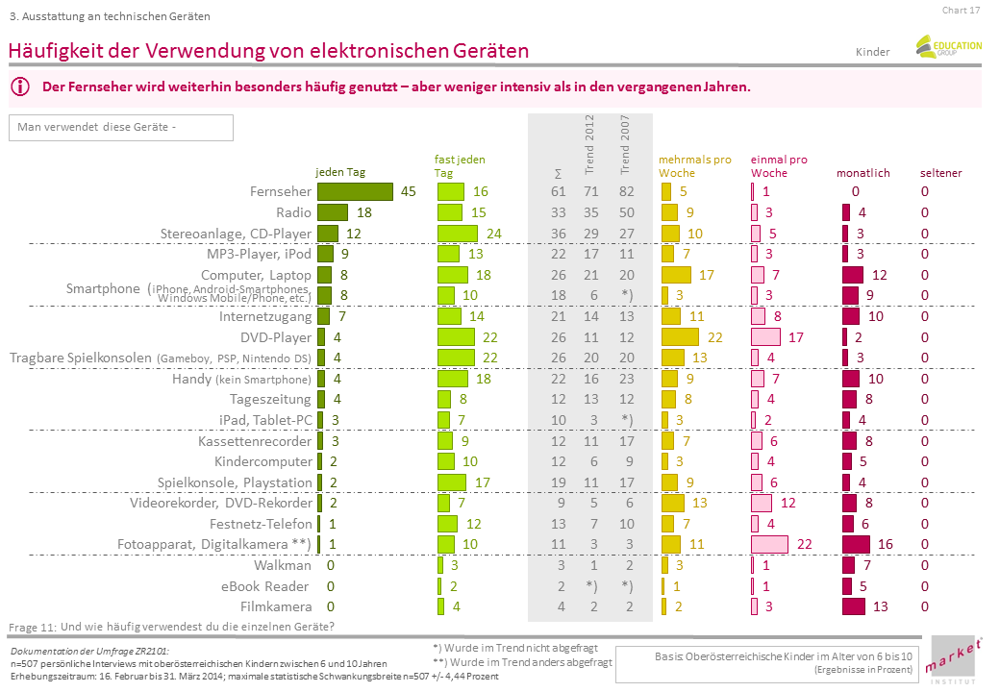 3. Ausstattung an technischen Geräten
Chart 17
Häufigkeit der Verwendung von elektronischen Geräten
Kinder
EDUCATION
GROUP
Der Fernseher wird weiterhin besonders häufig genutzt – aber weniger intensiv als in den vergangenen Jahren.
Man verwendet diese Geräte -
jeden Tag
fast jeden
Tag
Σ
Trend 2012
Trend 2007
mehrmals pro
Woche
einmal pro
Woche
monatlich
seltener
Fernseher 45 16 61 71 82 5 1 0 0
Radio 18 15 33 35 50 9 3 4 0
Stereoanlage, CD-Player 12 24 36 29 27 10 5 3 0
MP3-Player, iPod 9 13 22 17 11 7 3 3 0
Computer, Laptop 8 18 26 21 20 17 7 12 0
Smartphone (iPhone, Android-Smartphones,
Windows Mobile/Phone, etc.) 8 10 18 6 *) 3 3 9 0
Internetzugang 7 14 21 14 13 11 8 10 0
DVD-Player 4 22 26 11 12 22 17 2 0
Tragbare Spielkonsolen (Gameboy, PSP, Nintendo DS) 4 22 26 20 20 13 4 3 0
Handy (kein Smartphone) 4 18 22 16 23 9 7 10 0
Tageszeitung 4 8 12 13 12 8 4 8 0
iPad, Tablet-PC 3 7 10 3 *) 3 2 4 0
Kassettenrecorder 3 9 12 11 17 7 6 8 0
Kindercomputer 2 10 12 6 9 3 4 5 0
Spielkonsole, Playstation 2 17 19 11 17 9 6 4 0
Videorekorder, DVD-Rekorder 2 7 9 5 6 13 12 8 0
Festnetz-Telefon 1 12 13 7 10 7 4 6 0
Fotoapparat, Digitalkamera **) 1 10 11 3 3 11 22 16 0
Walkman 0 3 3 1 2 3 1 7 0
eBook Reader 0 2 2 *) *) 1 1 5 0
Filmkamera 0 4 4 2 2 2 3 13 0
Frage 11: Und wie häufig verwendest du die einzelnen Geräte?
Dokumentation der Umfrage ZR2101:
n=507 persönliche Interviews mit oberösterreichischen Kindern zwischen 6 und 10 Jahren
Erhebungszeitraum: 16. Februar bis 31. März 2014; maximale statistische Schwankungsbreite n=507 +/- 4,44 Prozent
*) Wurde im Trend nicht abgefragt
**) Wurde im Trend anders abgefragt
Basis: Oberösterreichische Kinder im Alter von 6 bis 10
(Ergebnisse in Prozent)
market
INSTITUT